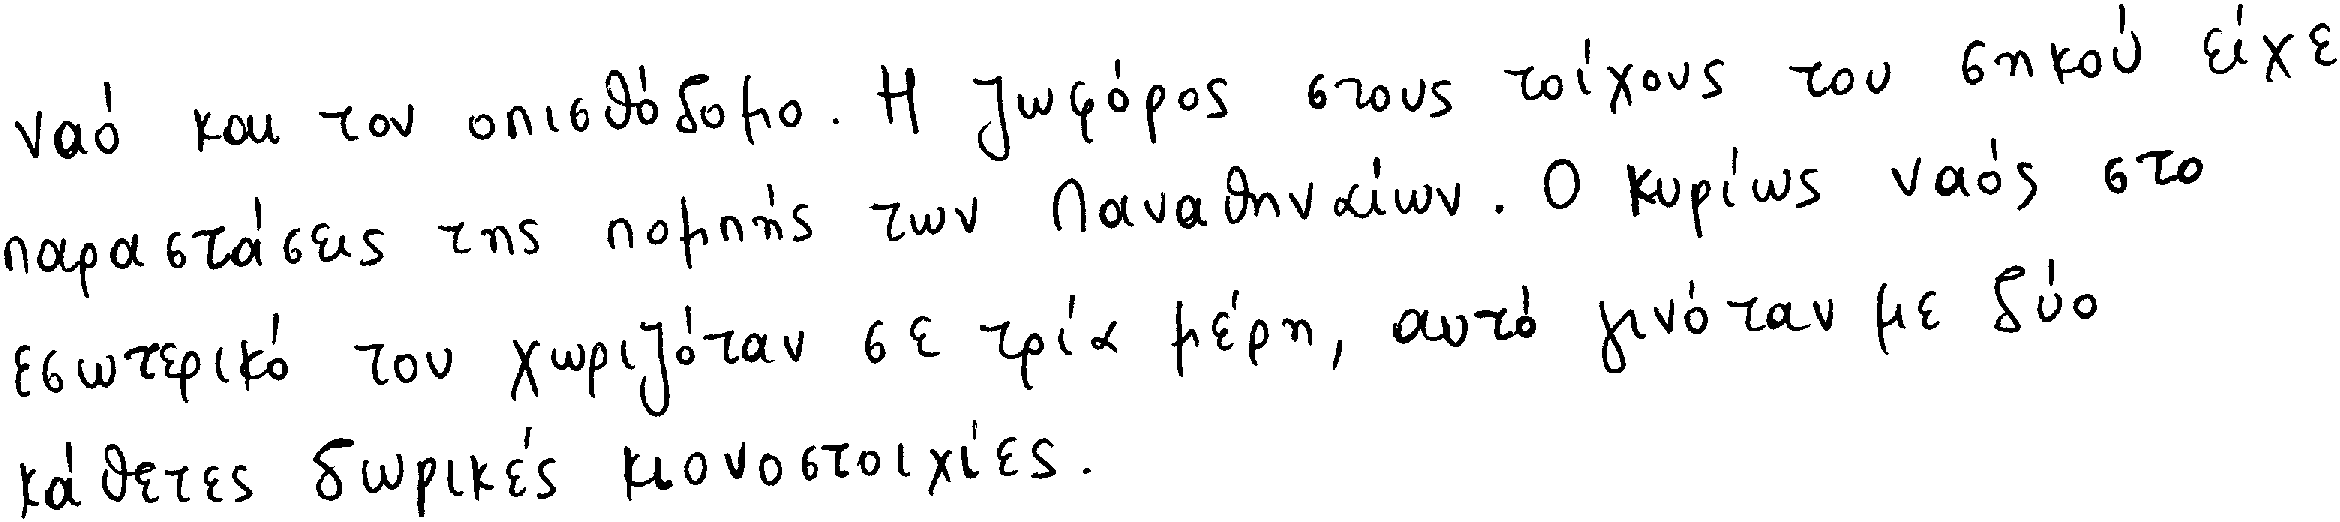 ναό και τον οπισθόδομο. Η ζωφόρος στους τοίχους του σηκού είχε
παραστάσεις της πομπής των Παναθηναίων. Ο κυρίως ναός στο
εσωτερικό του χωριζόταν σε τρία μέρη, αυτό γινόταν με δύο
κάθετες δωρικές κιονοστοιχίες.